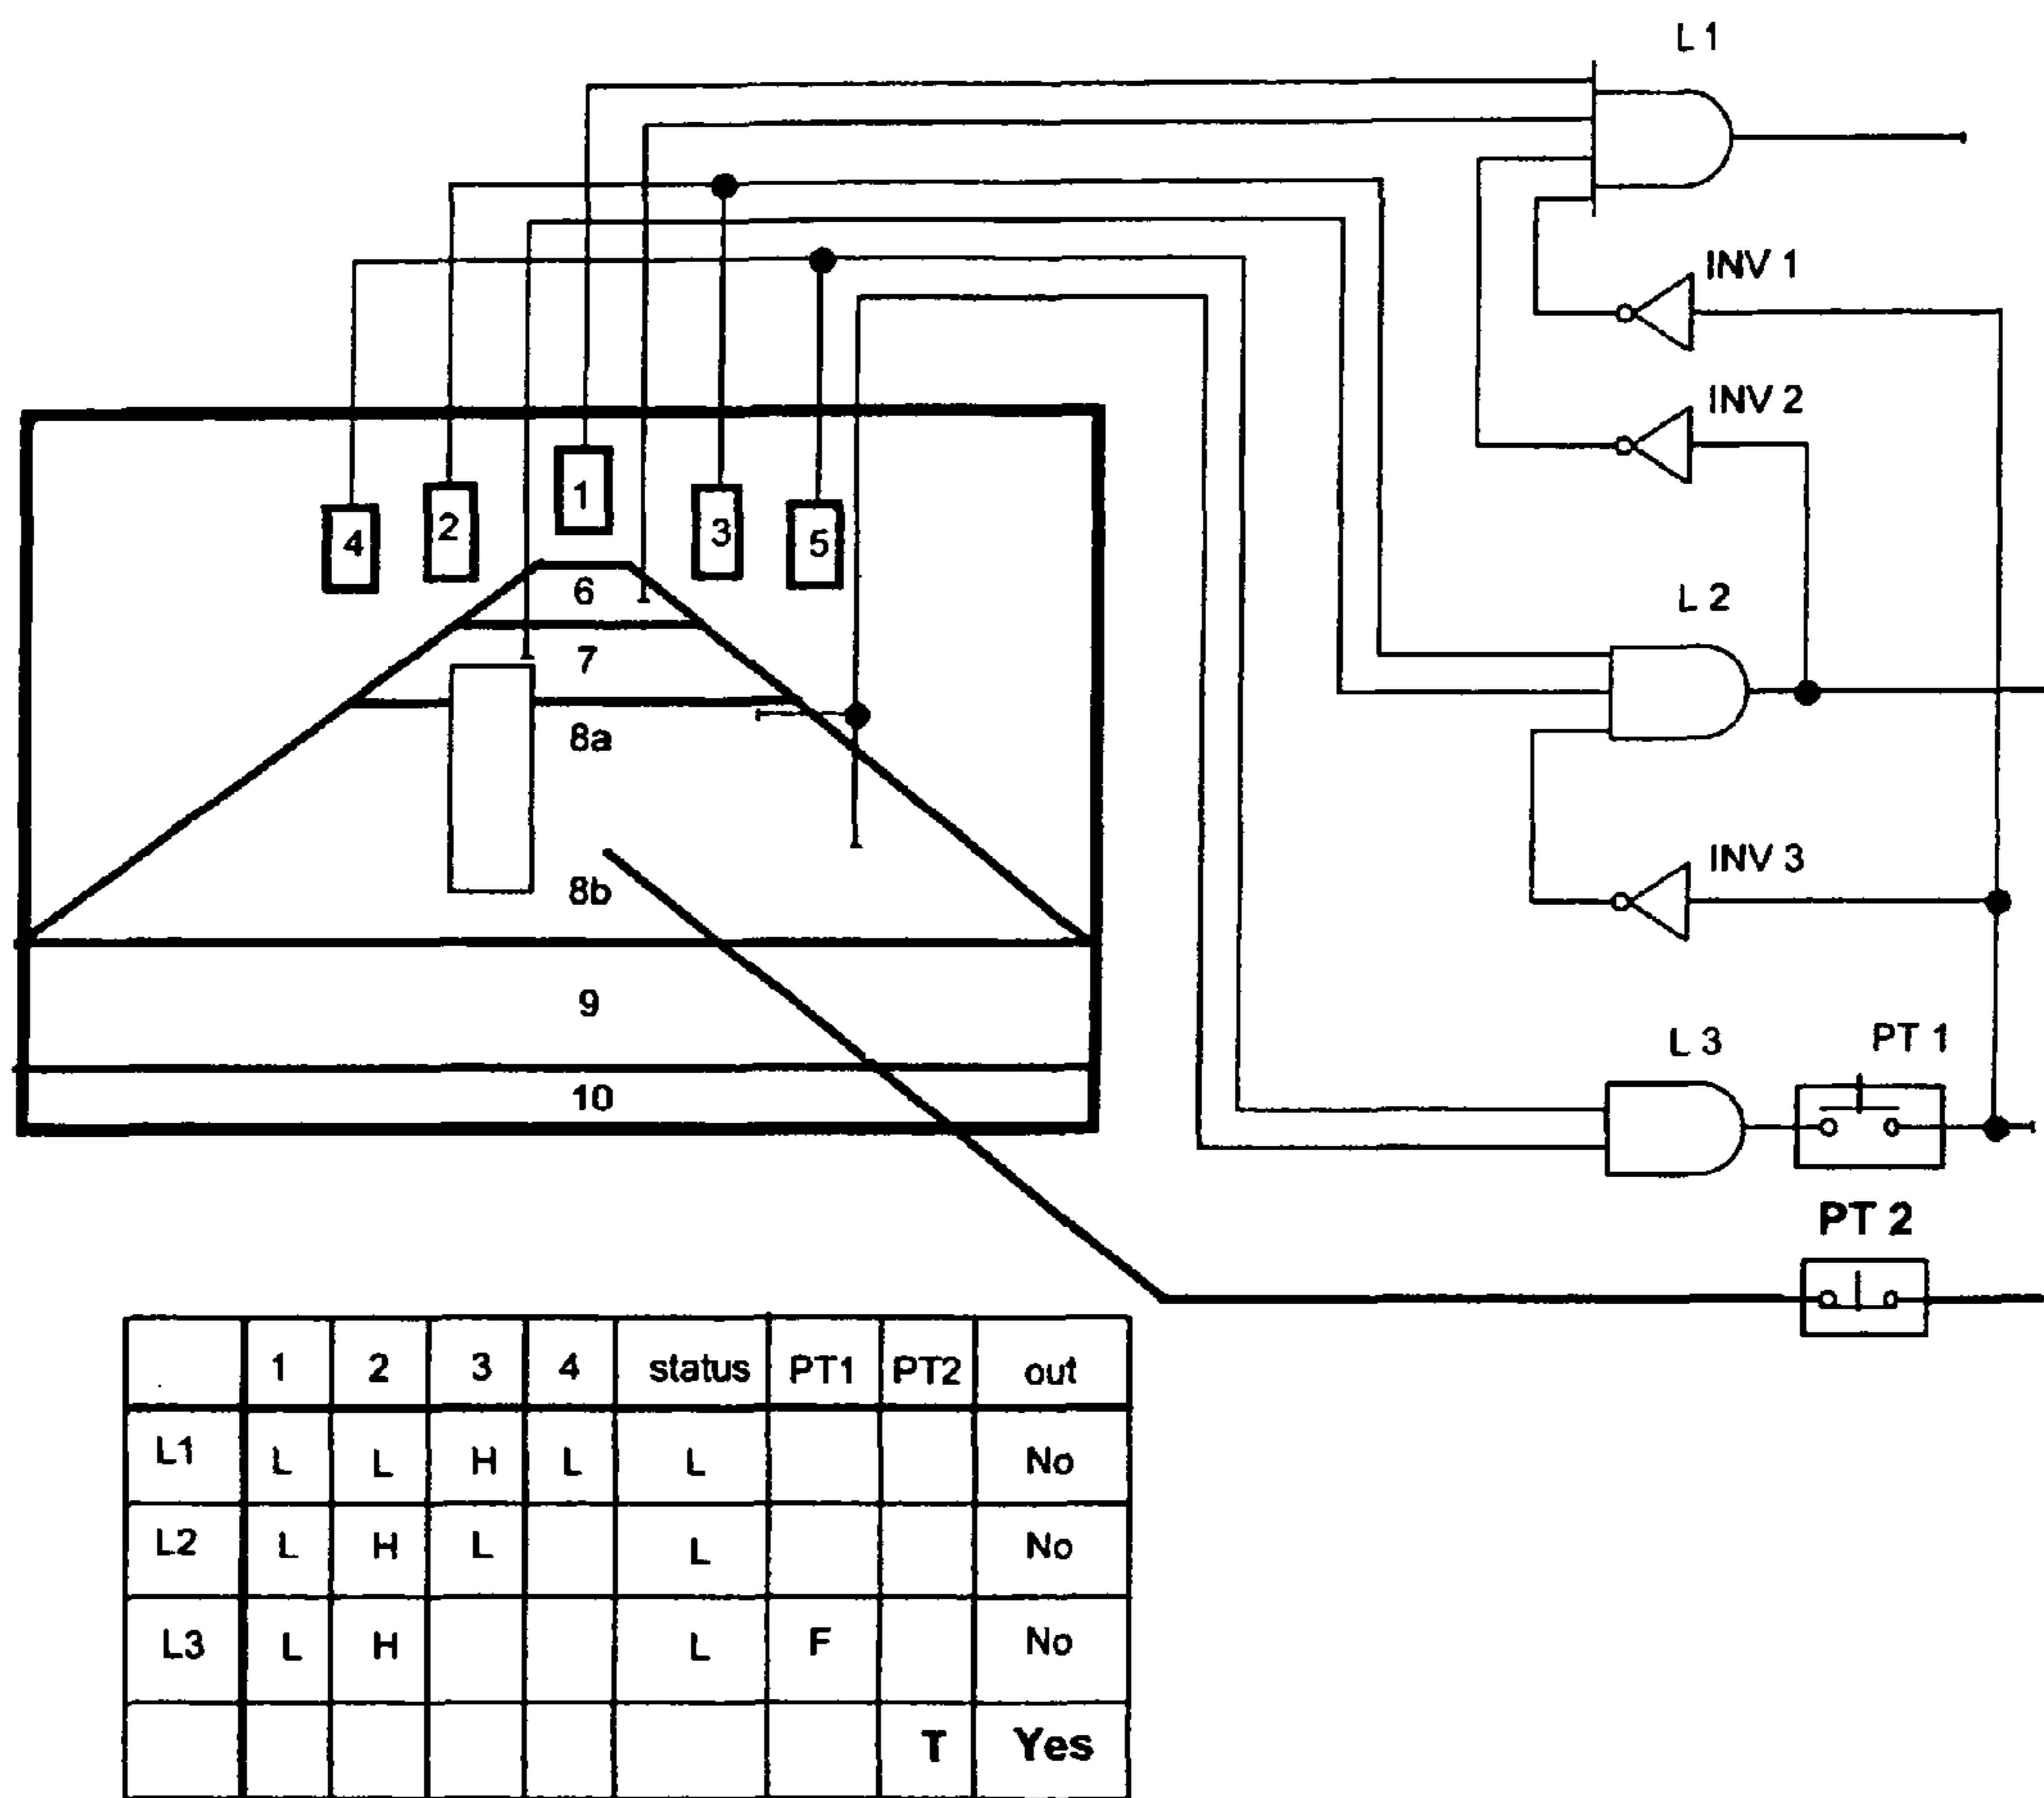 L 1
INV 1
INV 2
1
2
3
4
5
6
L 2
7
8a
INV 3
8b
9
L 3
PT 1
10
PT 2
1 2 3 4 status PT1 PT2 out
L1 L L H L L No
L2 L H L L No
L3 L H L F No
T Yes